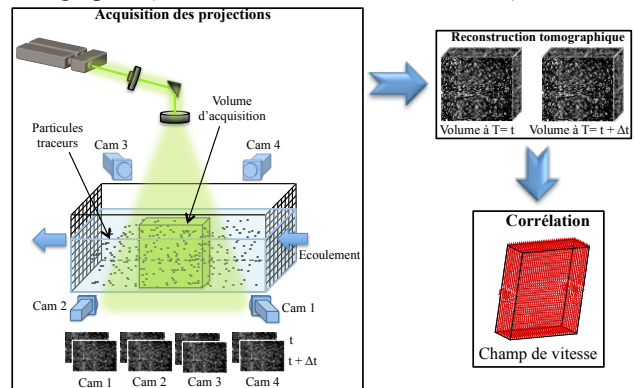 Acquisition des projections
Volume
d'acquisition
Particules
traceurs
Cam 3
Cam 4
Ecoulement
Cam 2
Cam 1
t
t + Δt
Cam 1
Cam 2
Cam 3
Cam 4
Reconstruction tomographique
Volume à T= t
Volume à T= t + Δt
Corrélation
Champ de vitesse